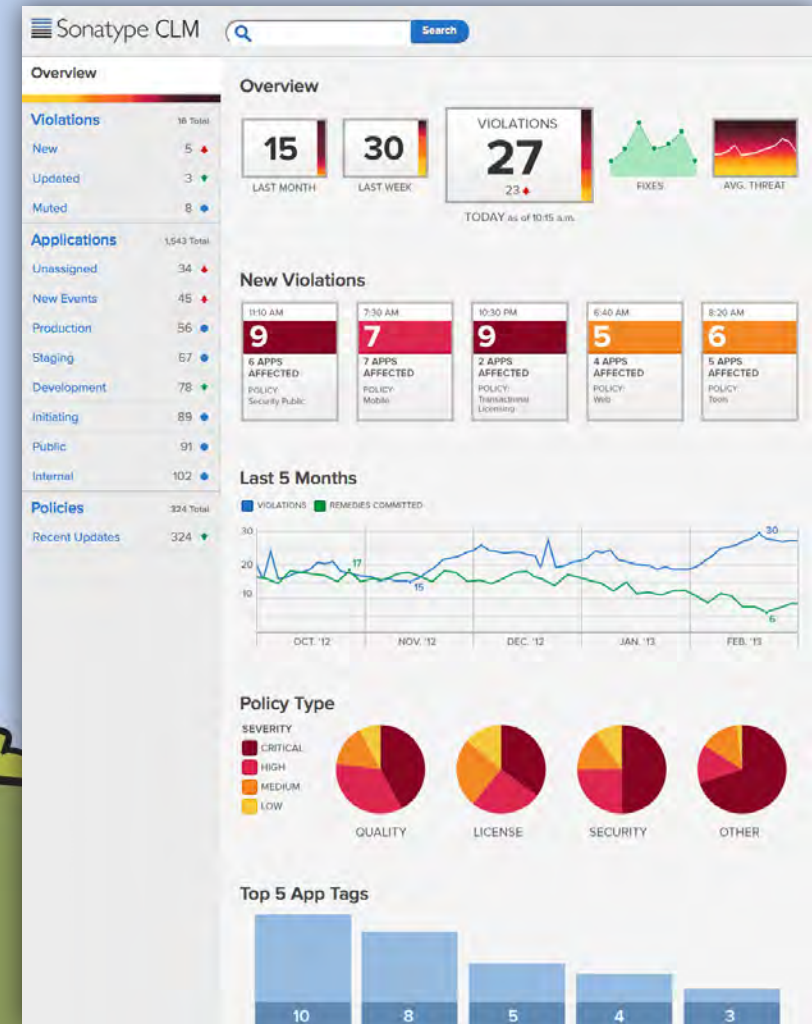 Sonatype CLM
Search
Overview
Violations 16 Total
New 5
Updated 3
Muted 8
Applications 1,543 Total
Unassigned 34
New Events 45
Production 56
Staging 67
Development 78
Initiating 89
Public 91
Internal 102
Policies 324 Total
Recent Updates 324
Overview
15
LAST MONTH
30
LAST WEEK
VIOLATIONS
27
23
TODAY as of 10:15 a.m.
FIXES
AVG. THREAT
New Violations
11:10 AM
9
6 APPS
AFFECTED
POLICY:
Security Public
7:30 AM
7
7 APPS
AFFECTED
POLICY:
Mobile
10:30 PM
9
2 APPS
AFFECTED
POLICY:
Transactional
Licensing
6:40 AM
5
4 APPS
AFFECTED
POLICY:
Web
8:20 AM
6
5 APPS
AFFECTED
POLICY
Tools
Last 5 Months
VIOLATIONS REMEDIES COMMITTED
30
20
10
17
15
30
6
OCT. '12 NOV. '12 DEC. '12 JAN. '13 FEB. '13
Policy Type
SEVERITY
CRITICAL
HIGH
MEDIUM
LOW
QUALITY LICENSE SECURITY OTHER
Top 5 App Tags
10 8 5 4 3